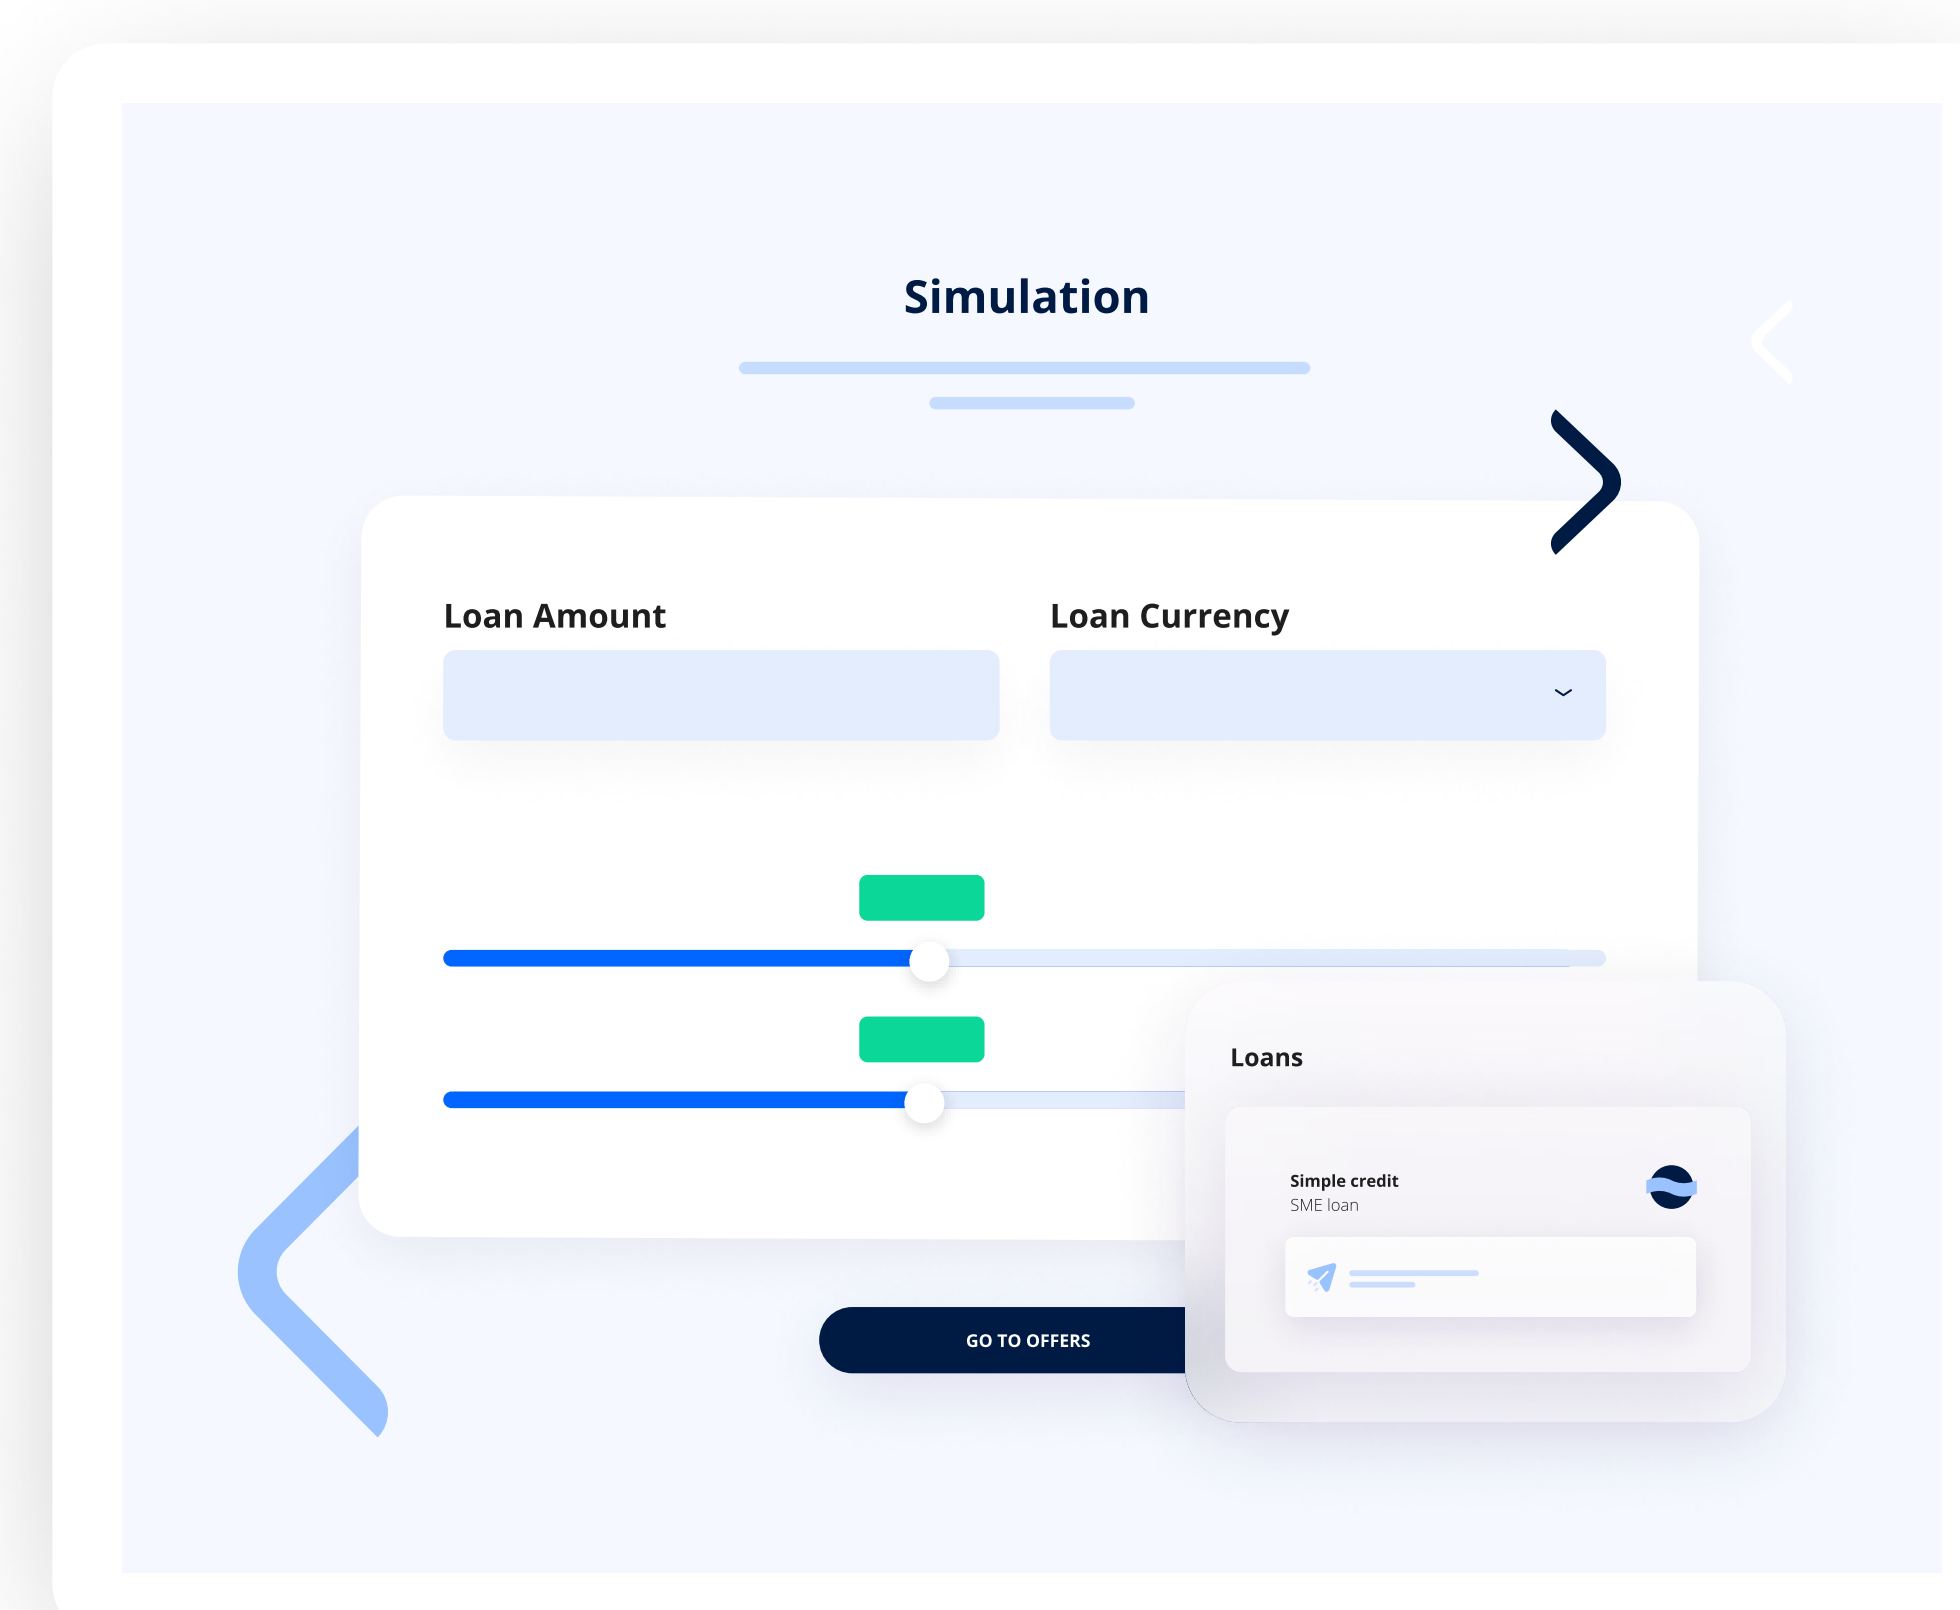 Simulation
Loan Amount
Loan Currency
Loans
Simple credit
SME loan
GO TO OFFERS